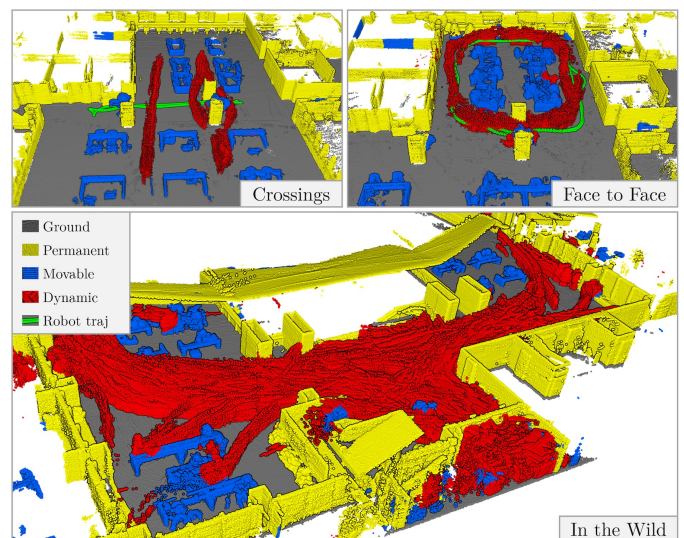 Crossings
Face to Face
Ground
Permanent
Movable
Dynamic
Robot traj
In the Wild